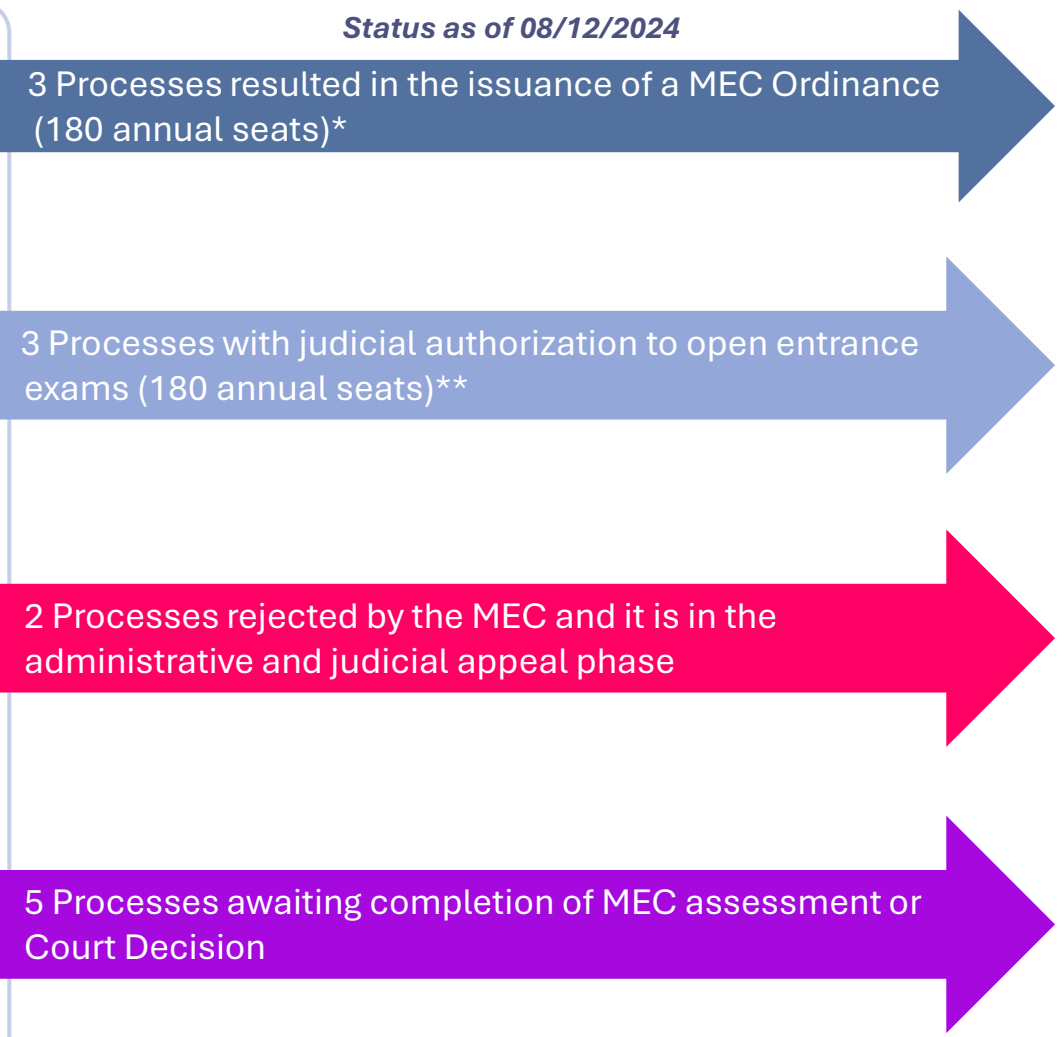 Status as of 08/12/2024
3 Processes resulted in the issuance of a MEC Ordinance
(180 annual seats)*
3 Processes with judicial authorization to open entrance
exams (180 annual seats)**
2 Processes rejected by the MEC and it is in the
administrative and judicial appeal phase
5 Processes awaiting completion of MEC assessment or
Court Decision